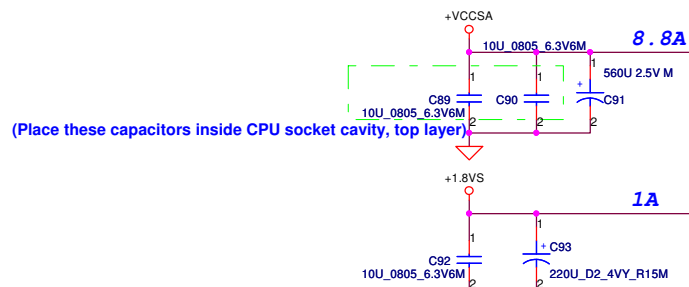 +VCCSA
10U_0805_6.3V6M
8.8A
1 1 1
560U 2.5V M
+
C89 C90 C91
10U_0805_6.3V6M
2 2 2
(Place these capacitors inside CPU socket cavity, top layer)
+1.8VS
1A
1 1
+ C93
C92
10U_0805_6.3V6M 220U_D2_4VY_R15M
2 2